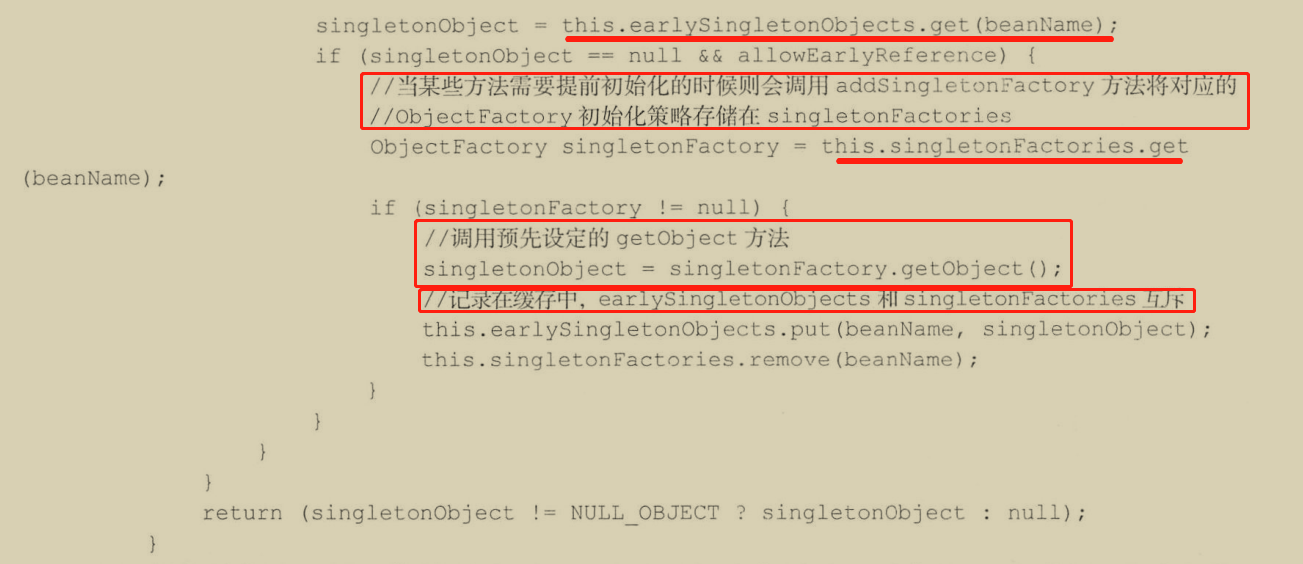 singletonObject = this.earlySingletonObjects.get(beanName);
if (singletonObject == null && allowEarlyReference) {
//当某些方法需要提前初始化的时候则会调用 addSingletonFactory 方法将对应的
//ObjectFactory 初始化策略存储在 singletonFactories
ObjectFactory singletonFactory = this.singletonFactories.get
(beanName);
if (singletonFactory != null) {
//调用预先设定的 getObject 方法
singletonObject = singletonFactory.getObject();
//记录在缓存中，earlySingletonObjects 和 singletonFactories 互斥
this.earlySingletonObjects.put(beanName, singletonObject);
this.singletonFactories.remove(beanName);
}
}
}
}
return (singletonObject != NULL_OBJECT ? singletonObject : null);
}